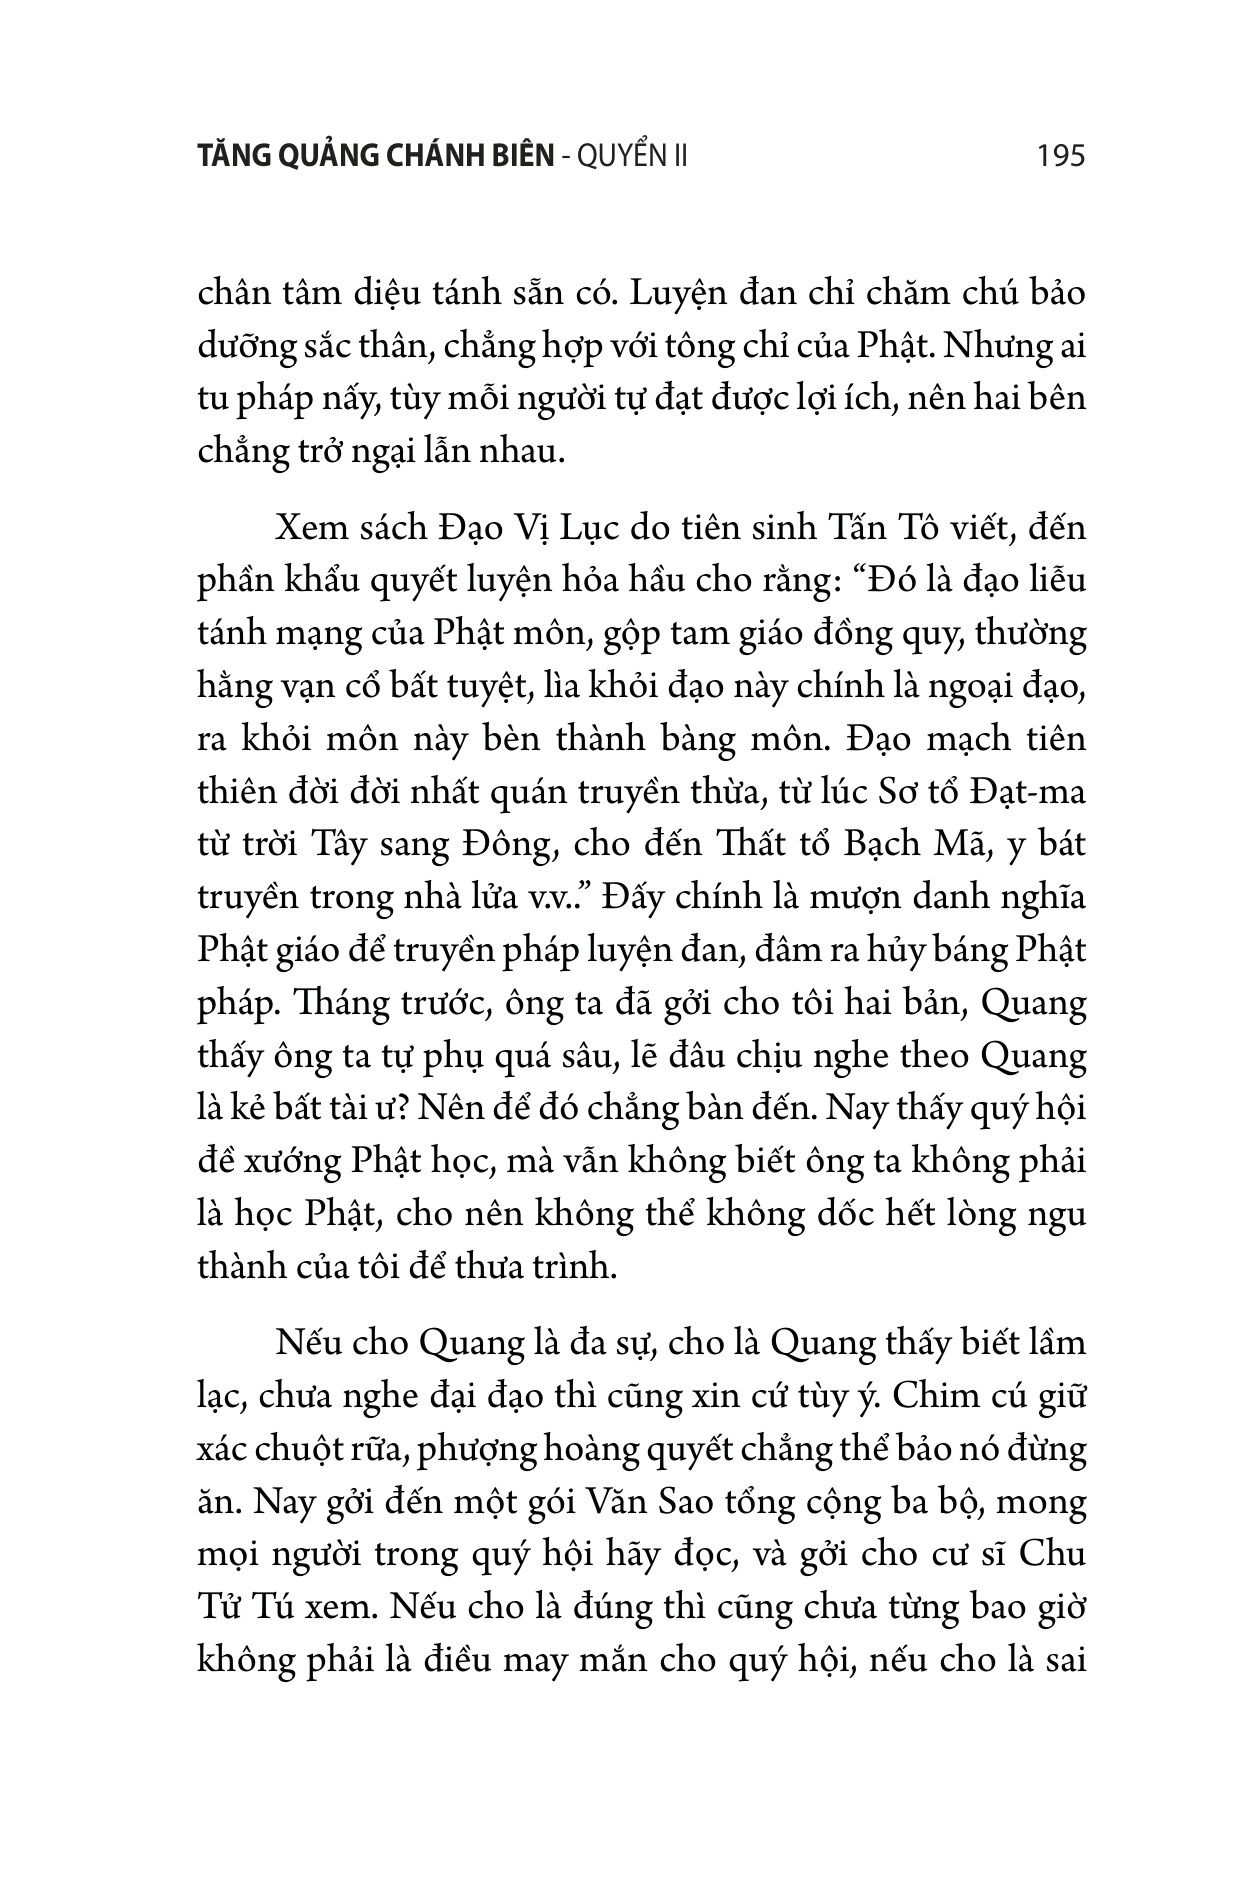 TĂNG QUẢNG CHÁNH BIÊN - QUYỂN II 195
chân tâm diệu tánh sẵn có. Luyện đan chỉ chăm chú bảo
dưỡng sắc thân, chẳng hợp với tông chỉ của Phật. Nhưng ai
tu pháp nấy, tùy mỗi người tự đạt được lợi ích, nên hai bên
chẳng trở ngại lẫn nhau.
Xem sách Đạo Vị Lục do tiên sinh Tấn Tô viết, đến
phần khẩu quyết luyện hỏa hầu cho rằng: “Đó là đạo liễu
tánh mạng của Phật môn, gộp tam giáo đồng quy, thường
hằng vạn cổ bất tuyệt, lìa khỏi đạo này chính là ngoại đạo,
ra khỏi môn này bèn thành bàng môn. Đạo mạch tiên
thiên đời đời nhất quán truyền thừa, từ lúc Sơ tổ Đạt-ma
từ trời Tây sang Đông, cho đến Thất tổ Bạch Mã, y bát
truyền trong nhà lửa v.v..” Đấy chính là mượn danh nghĩa
Phật giáo để truyền pháp luyện đan, đâm ra hủy báng Phật
pháp. Tháng trước, ông ta đã gởi cho tôi hai bản, Quang
thấy ông ta tự phụ quá sâu, lẽ đâu chịu nghe theo Quang
là kẻ bất tài ư? Nên để đó chẳng bàn đến. Nay thấy quý hội
đề xướng Phật học, mà vẫn không biết ông ta không phải
là học Phật, cho nên không thể không dốc hết lòng ngu
thành của tôi để thưa trình.
Nếu cho Quang là đa sự, cho là Quang thấy biết lầm
lạc, chưa nghe đại đạo thì cũng xin cứ tùy ý. Chim cú giữ
xác chuột rữa, phượng hoàng quyết chẳng thể bảo nó đừng
ăn. Nay gởi đến một gói Văn Sao tổng cộng ba bộ, mong
mọi người trong quý hội hãy đọc, và gởi cho cư sĩ Chu
Tử Tú xem. Nếu cho là đúng thì cũng chưa từng bao giờ
không phải là điều may mắn cho quý hội, nếu cho là sai